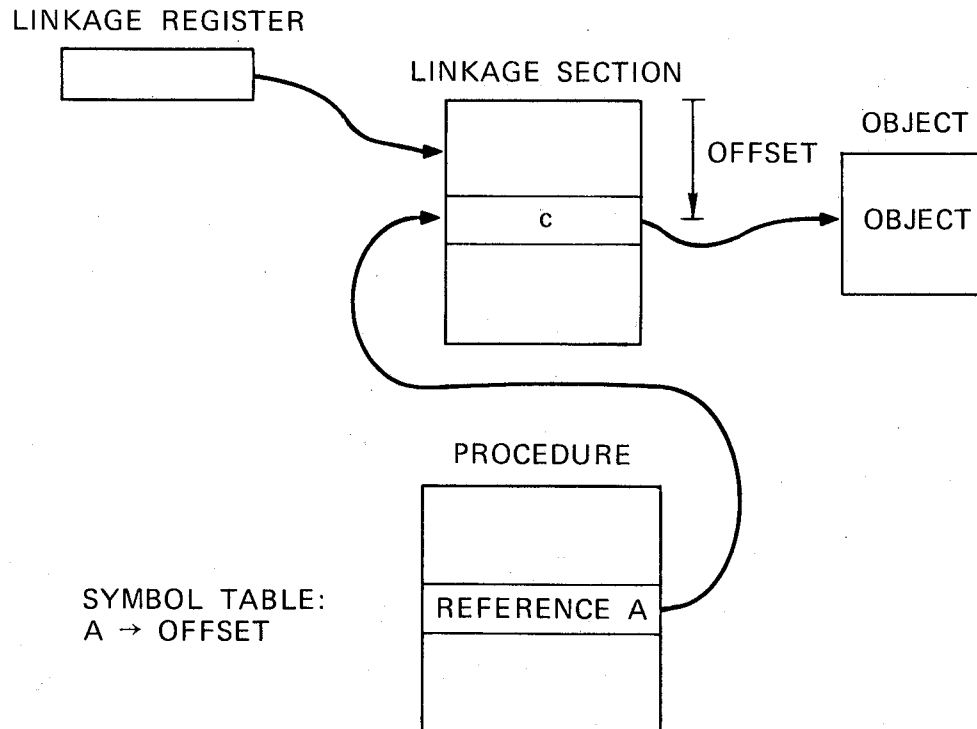 LINKAGE REGISTER
LINKAGE SECTION
OBJECT
OFFSET
c
OBJECT
PROCEDURE
REFERENCE A
SYMBOL TABLE:
A → OFFSET